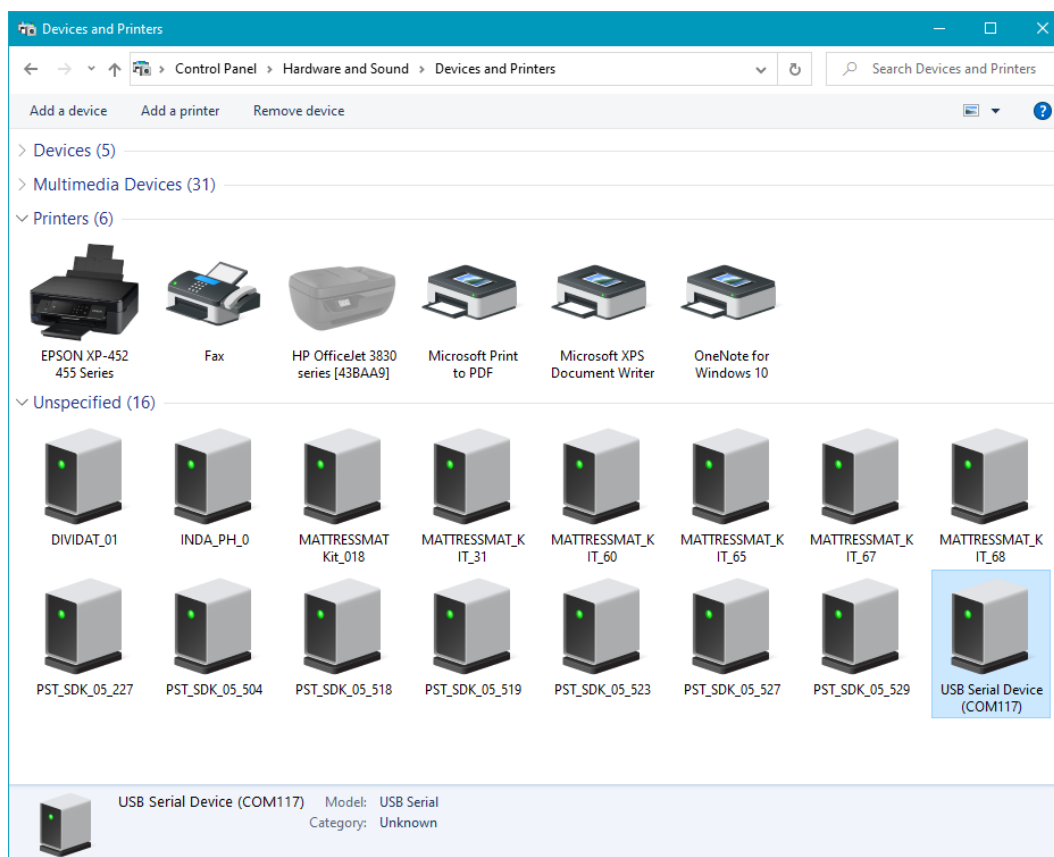 Devices and Printers
Control Panel > Hardware and Sound > Devices and Printers
Search Devices and Printers
Add a device Add a printer Remove device
Devices (5)
Multimedia Devices (31)
Printers (6)
EPSON XP-452
455 Series
Fax
HP OfficeJet 3830
series [43BAA9]
Microsoft Print
to PDF
Microsoft XPS
Document Writer
OneNote for
Windows 10
Unspecified (16)
DIVIDAT_01
INDA_PH_0
MATTRESSMAT
Kit_018
MATTRESSMAT_K
IT_31
MATTRESSMAT_K
IT_60
MATTRESSMAT_K
IT_65
MATTRESSMAT_K
IT_67
MATTRESSMAT_K
IT_68
PST_SDK_05_227
PST_SDK_05_504
PST_SDK_05_518
PST_SDK_05_519
PST_SDK_05_523
PST_SDK_05_527
PST_SDK_05_529
USB Serial Device
(COM117)
USB Serial Device (COM117) Model: USB Serial
Category: Unknown